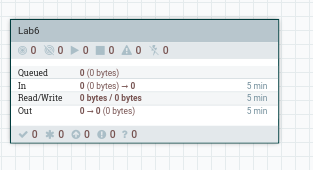 Lab6
0 0 0 0 0 0
Queued 0 (0 bytes)
In 0 (0 bytes) → 0 5 min
Read/Write 0 bytes / 0 bytes 5 min
Out 0 → 0 (0 bytes) 5 min
0 0 0 0 ? 0